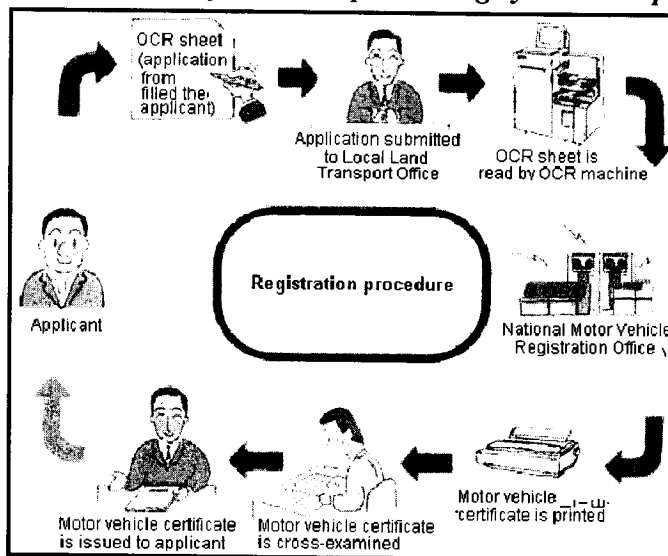 OCR sheet
(application
from
filled the
applicant)
Application submitted
to Local Land
Transport Office
OCR sheet is
read by OCR machine
Registration procedure
Applicant
National Motor Vehicle
Registration Office
Motor vehicle
certificate is printed
Motor vehicle certificate
is cross-examined
Motor vehicle certificate
is issued to applicant